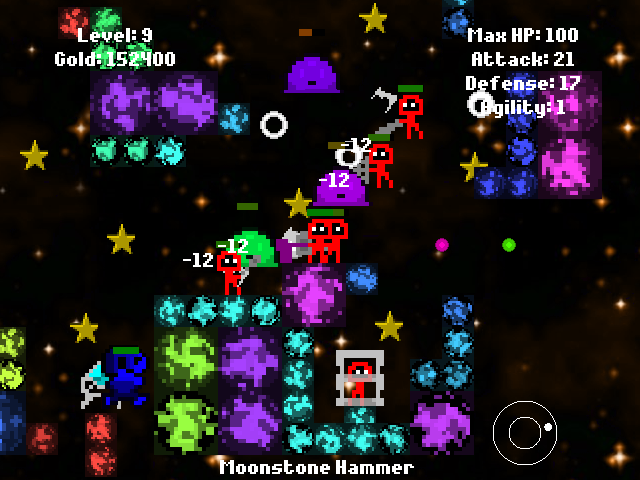 Level: 9
Gold: 152400
Max HP: 100
Attack: 21
Defense: 17
Agility: 1
-12
-12
-12
-12
Moonstone Hammer